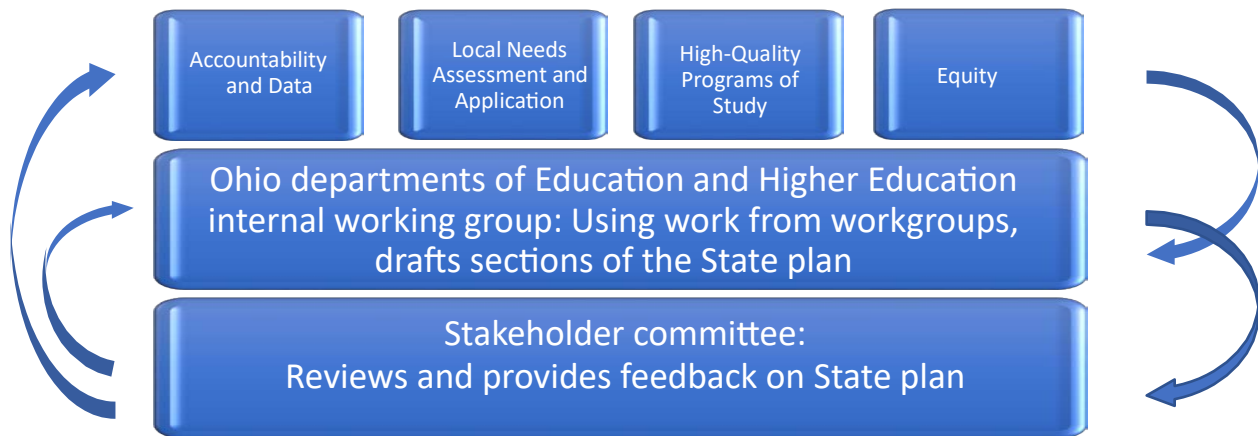 Accountability
and Data
Local Needs
Assessment and
Application
High-Quality
Programs of
Study
Equity
Ohio departments of Education and Higher Education
internal working group: Using work from workgroups,
drafts sections of the State plan
Stakeholder committee:
Reviews and provides feedback on State plan